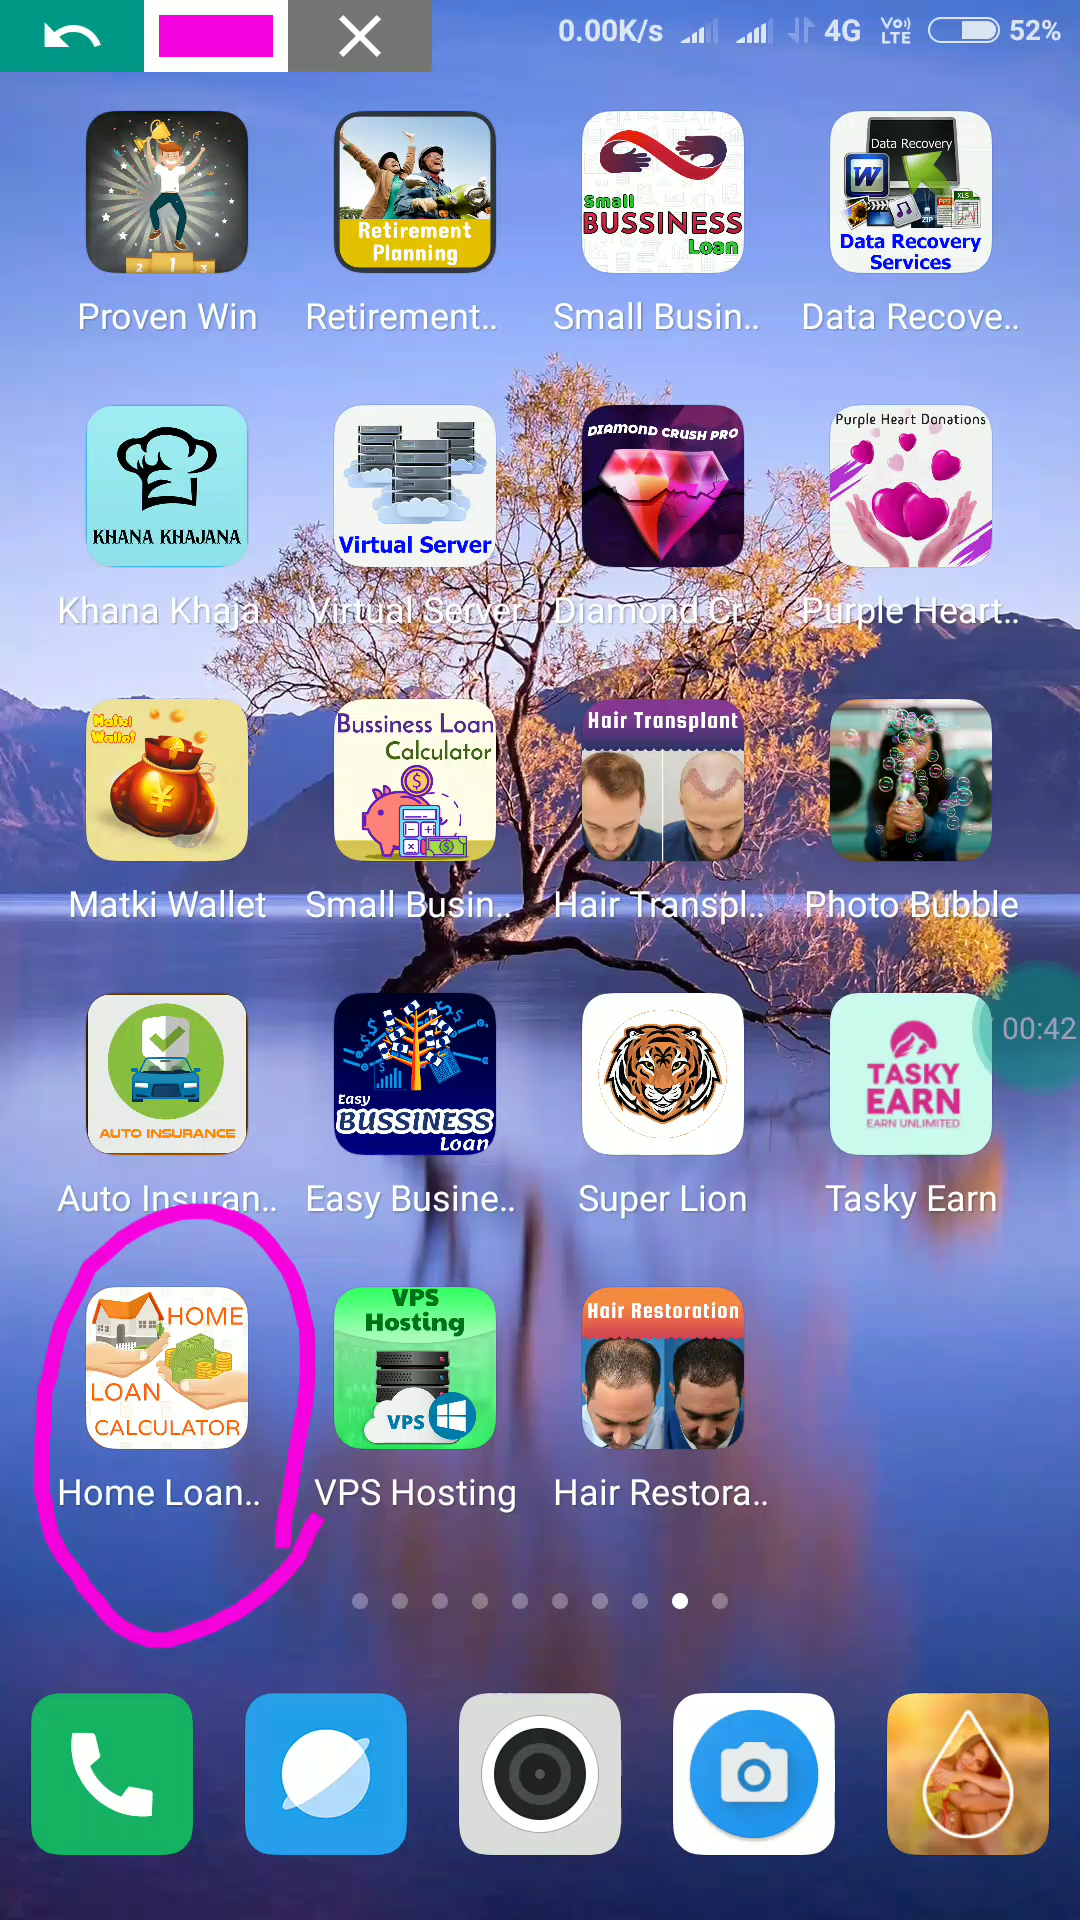 0.00K/s 4G Vo)) LTE 52%
1 2 3
Retirement
Planning
Small
BUSSINESS
Loan
Data Recovery
W
XLS
PPT
ZIP
Data Recovery
Services
Proven Win Retirement.. Small Busin.. Data Recove..
KHANA KHAJANA
Virtual Server
DIAMOND CRUSH PRO
Purple Heart Donations
Khana Khaja.. Virtual Server Diamond Cr.. Purple Heart..
Matki
Wallet
¥
Bussiness Loan
Calculator
$
Hair Transplant
Matki Wallet Small Busin.. Hair Transpl.. Photo Bubble
AUTO INSURANCE
Easy
BUSSINESS
Loan
TASKY
EARN
EARN UNLIMITED
00:42
Auto Insuran.. Easy Busine.. Super Lion Tasky Earn
HOME
LOAN
CALCULATOR
VPS
Hosting
VPS
Hair Restoration
Home Loan.. VPS Hosting Hair Restora..